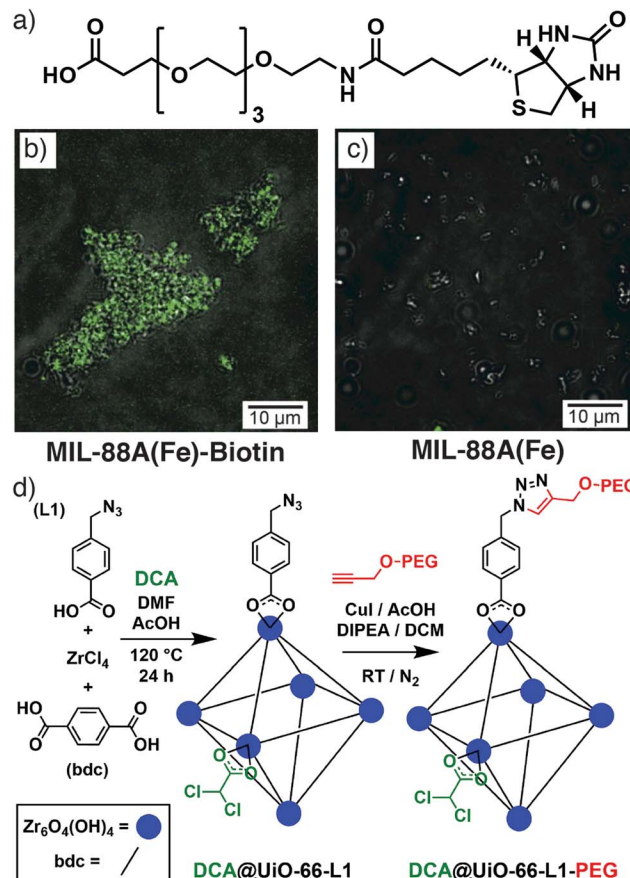 a)
O
HO
O
O
3
N
H
O
HN
O
NH
H
H
S
b)
10 µm
c)
10 µm
MIL-88A(Fe)-Biotin
MIL-88A(Fe)
d)
(L1)
N3
HO
O
+
ZrCl4
+
HO
O
O
OH
(bdc)
DCA
DMF
AcOH
120 °C
24 h
N3
O
O
O
O
Cl
Cl
O-PEG
CuI / AcOH
DIPEA / DCM
RT / N2
N=N
N
O-PEG
O
O
O
O
Cl
Cl
Zr6O4(OH)4 =
bdc =
DCA@UiO-66-L1
DCA@UiO-66-L1-PEG